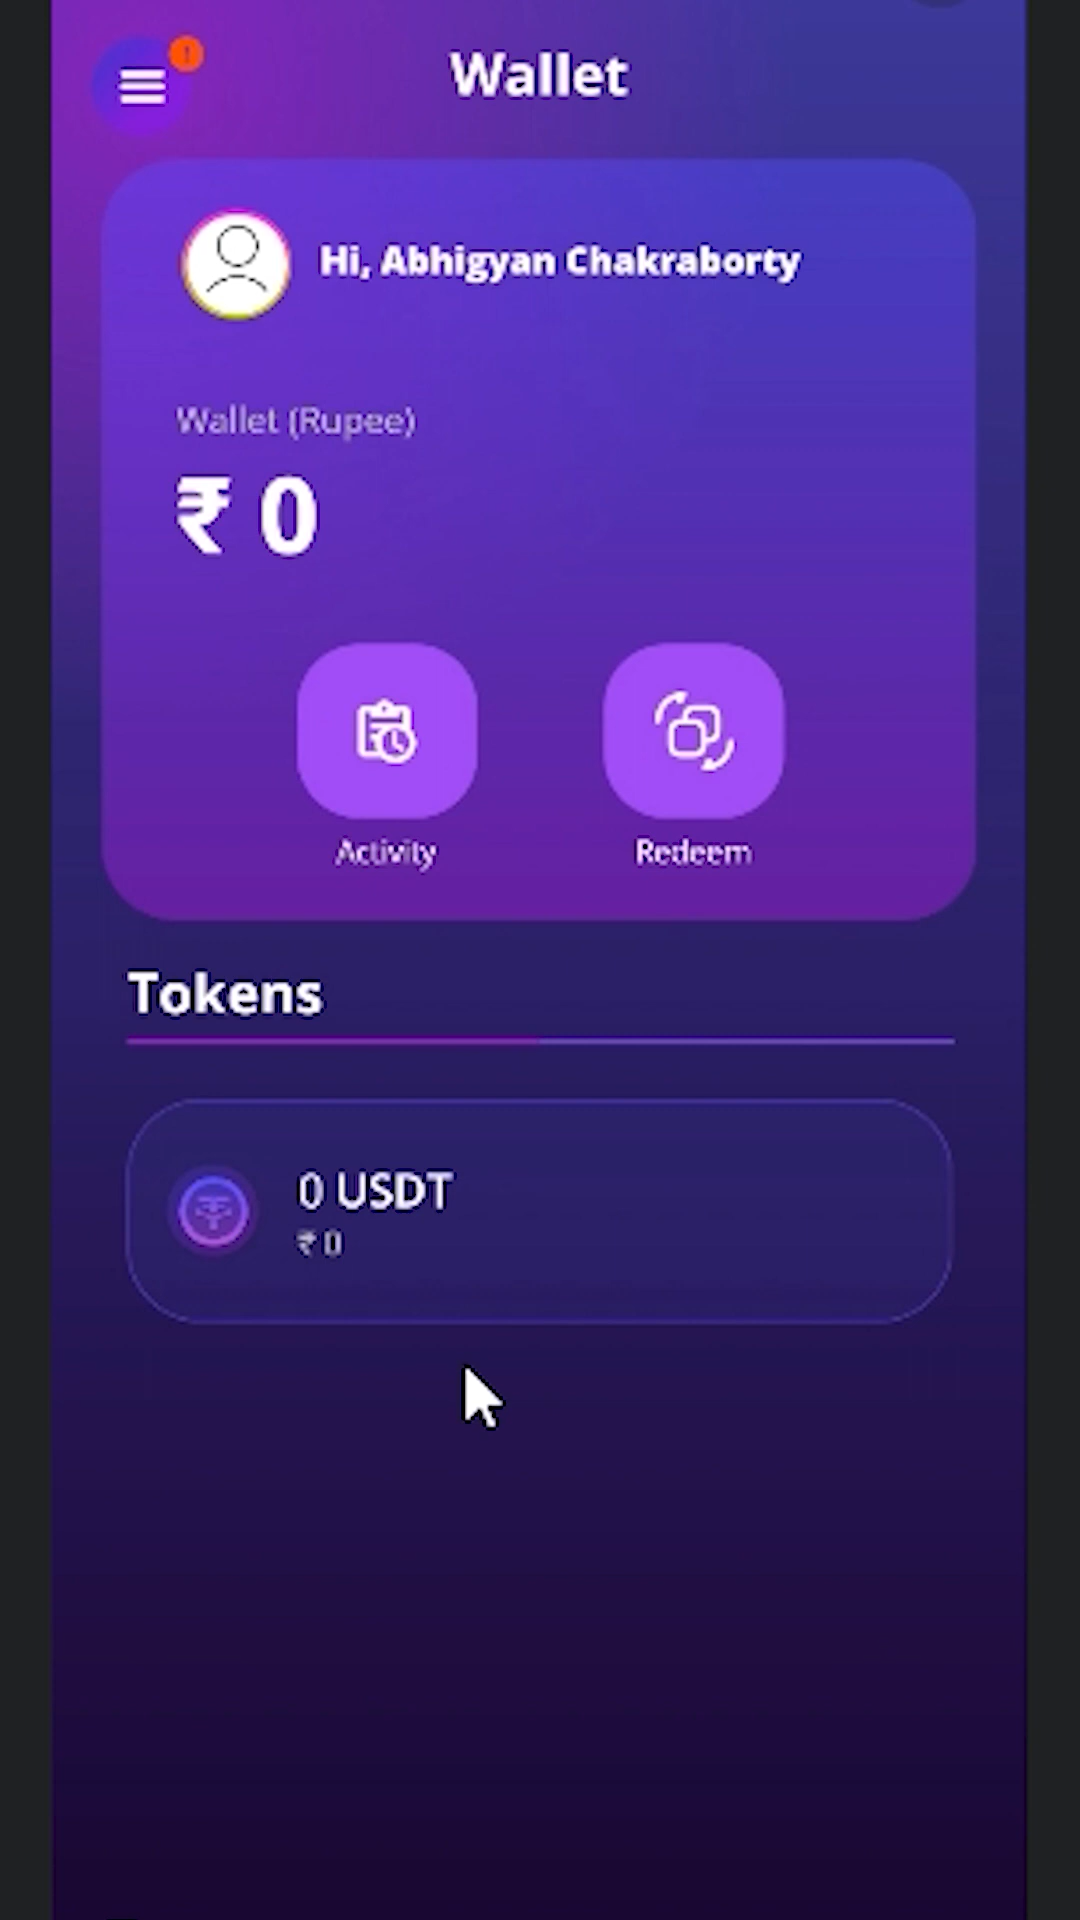 !
Wallet
Hi, Abhigyan Chakraborty
Wallet (Rupee)
₹ 0
Activity
Redeem
Tokens
0 USDT
₹ 0